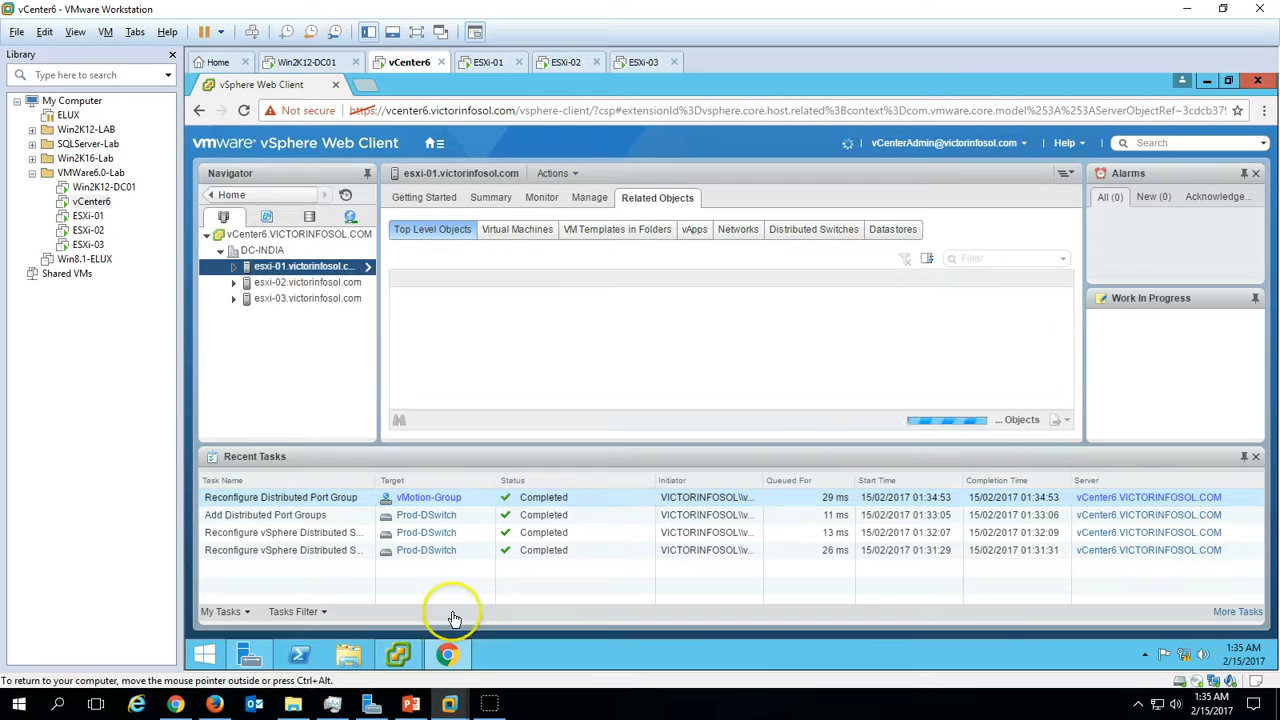 vCenter6 - VMware Workstation
File Edit View VM Tabs Help
Library
Type here to search
My Computer
ELUX
Win2K12-LAB
SQLServer-Lab
Win2K16-Lab
VMWare6.0-Lab
Win2K12-DC01
vCenter6
ESXi-01
ESXi-02
ESXi-03
Win8.1-ELUX
Shared VMs
Home Win2K12-DC01 vCenter6 ESXi-01 ESXi-02 ESXi-03
vSphere Web Client
Not secure https://vcenter6.victorinfosol.com/vsphere-client/?csp#extensionId%3Dvsphere.core.host.related%3Bcontext%3Dcom.vmware.core.model%253A%253AServerObjectRef~3cdcb379
vmware® vSphere Web Client
vCenterAdmin@victorinfosol.com Help Search
Navigator
Home
vCenter6.VICTORINFOSOL.COM
DC-INDIA
esxi-01.victorinfosol.c...
esxi-02.victorinfosol.com
esxi-03.victorinfosol.com
esxi-01.victorinfosol.com Actions
Getting Started Summary Monitor Manage Related Objects
Top Level Objects Virtual Machines VM Templates in Folders vApps Networks Distributed Switches Datastores
Filter
... Objects
Alarms
All (0) New (0) Acknowledge...
Work In Progress
Recent Tasks
Task Name Target Status Initiator Queued For Start Time Completion Time Server
Reconfigure Distributed Port Group vMotion-Group Completed VICTORINFOSOL\\v... 29 ms 15/02/2017 01:34:53 15/02/2017 01:34:53 vCenter6.VICTORINFOSOL.COM
Add Distributed Port Groups Prod-DSwitch Completed VICTORINFOSOL\\v... 11 ms 15/02/2017 01:33:05 15/02/2017 01:33:06 vCenter6.VICTORINFOSOL.COM
Reconfigure vSphere Distributed S... Prod-DSwitch Completed VICTORINFOSOL\\v... 13 ms 15/02/2017 01:32:07 15/02/2017 01:32:09 vCenter6.VICTORINFOSOL.COM
Reconfigure vSphere Distributed S... Prod-DSwitch Completed VICTORINFOSOL\\v... 26 ms 15/02/2017 01:31:29 15/02/2017 01:31:31 vCenter6.VICTORINFOSOL.COM
My Tasks Tasks Filter More Tasks
1:35 AM
2/15/2017
To return to your computer, move the mouse pointer outside or press Ctrl+Alt.
1:35 AM
2/15/2017